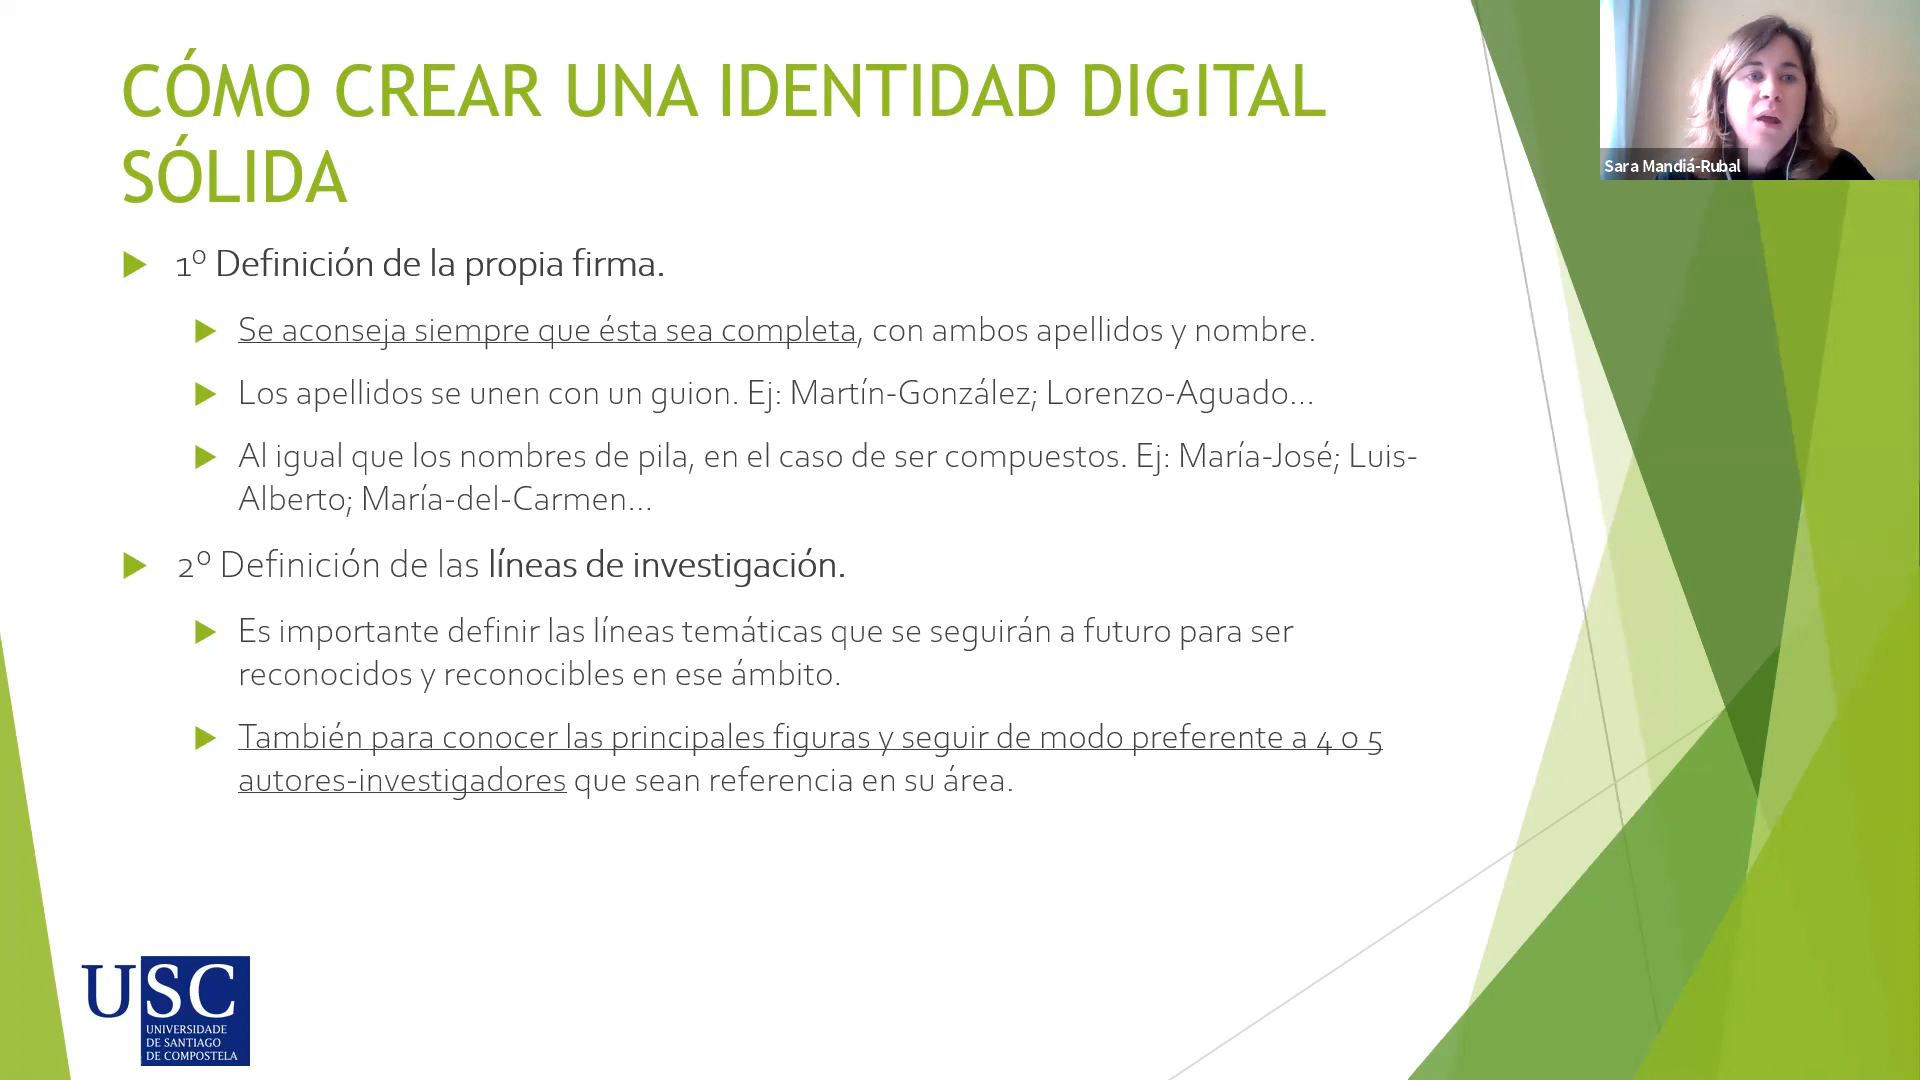 CÓMO CREAR UNA IDENTIDAD DIGITAL
SÓLIDA
1º Definición de la propia firma.
Se aconseja siempre que ésta sea completa, con ambos apellidos y nombre.
Los apellidos se unen con un guion. Ej: Martín-González; Lorenzo-Aguado...
Al igual que los nombres de pila, en el caso de ser compuestos. Ej: María-José; Luis-
Alberto; María-del-Carmen...
2º Definición de las líneas de investigación.
Es importante definir las líneas temáticas que se seguirán a futuro para ser
reconocidos y reconocibles en ese ámbito.
También para conocer las principales figuras y seguir de modo preferente a 4 o 5
autores-investigadores que sean referencia en su área.
Sara Mandiá-Rubal
USC
UNIVERSIDADE
DE SANTIAGO
DE COMPOSTELA